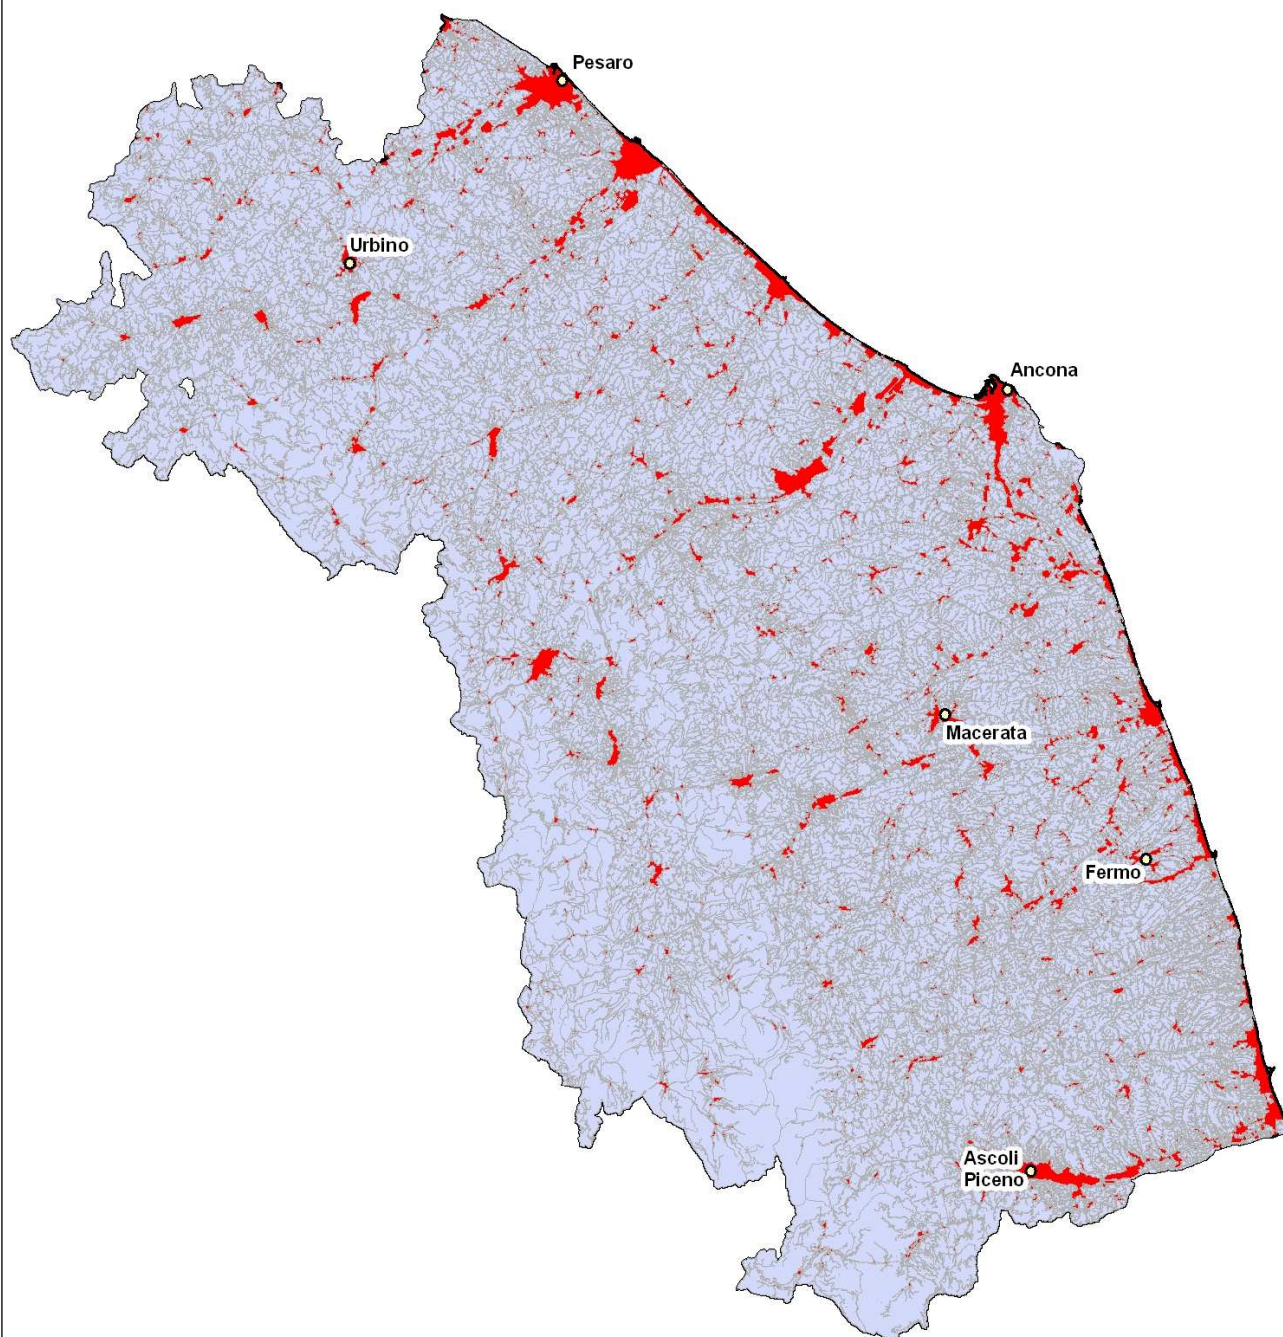 Pesaro
Urbino
Ancona
Macerata
Fermo
Ascoli
Piceno